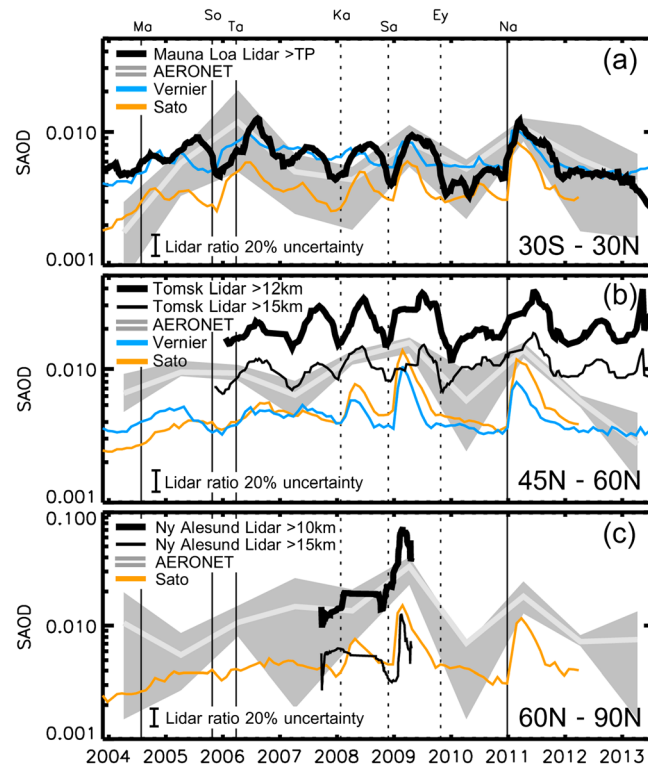 Ma So Ta Ka Sa Ey Na
Mauna Loa Lidar >TP
AERONET
Vernier
Sato
(a)
0.010
0.001
SAOD
Lidar ratio 20% uncertainty
30S - 30N
Tomsk Lidar >12km
Tomsk Lidar >15km
AERONET
Vernier
Sato
(b)
0.010
0.001
SAOD
Lidar ratio 20% uncertainty
45N - 60N
0.100
Ny Alesund Lidar >10km
Ny Alesund Lidar >15km
AERONET
Sato
(c)
0.010
0.001
SAOD
Lidar ratio 20% uncertainty
60N - 90N
2004 2005 2006 2007 2008 2009 2010 2011 2012 2013